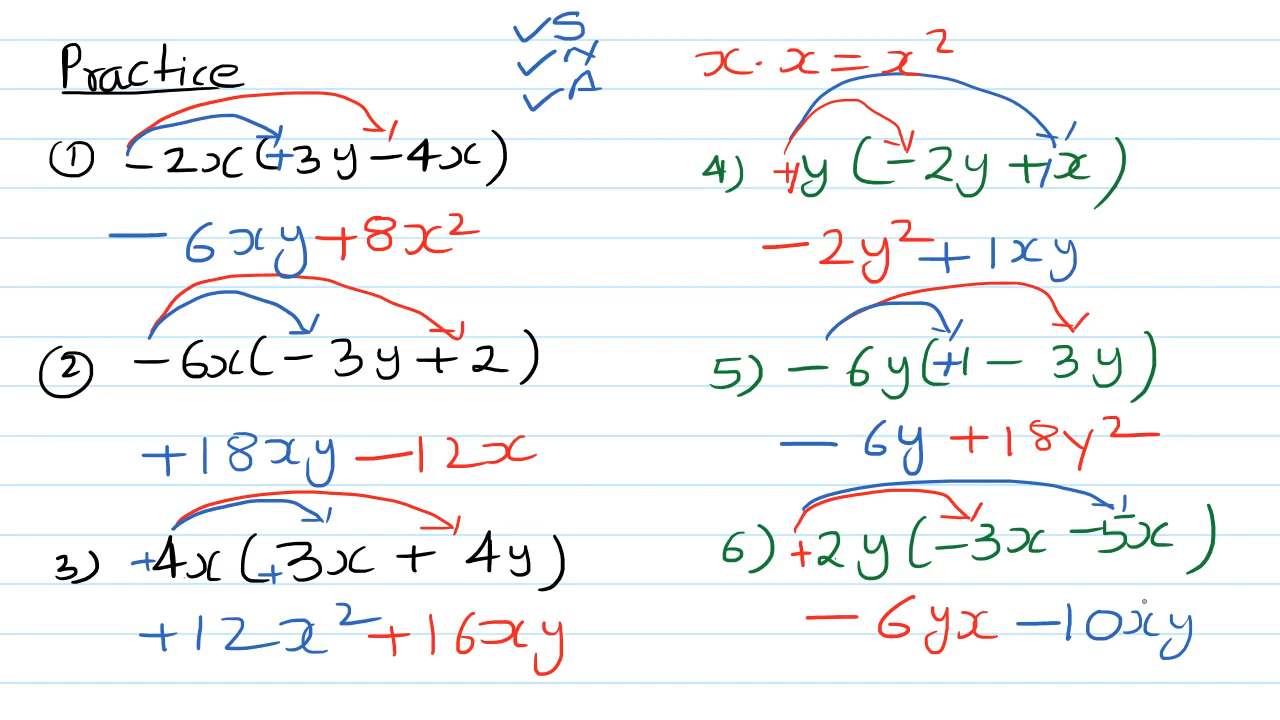 Practice
✓S
✓N
✓A
① -2x(+3y-4x)
-6xy+8x²
② -6x(-3y+2)
+18xy-12x
3) +4x(+3x+4y)
+12x²+16xy
x·x=x²
4) +1y(-2y+1x)
-2y²+1xy
5) -6y(+1-3y)
-6y+18y²
6) +2y(-3x-5x)
-6yx-10xy